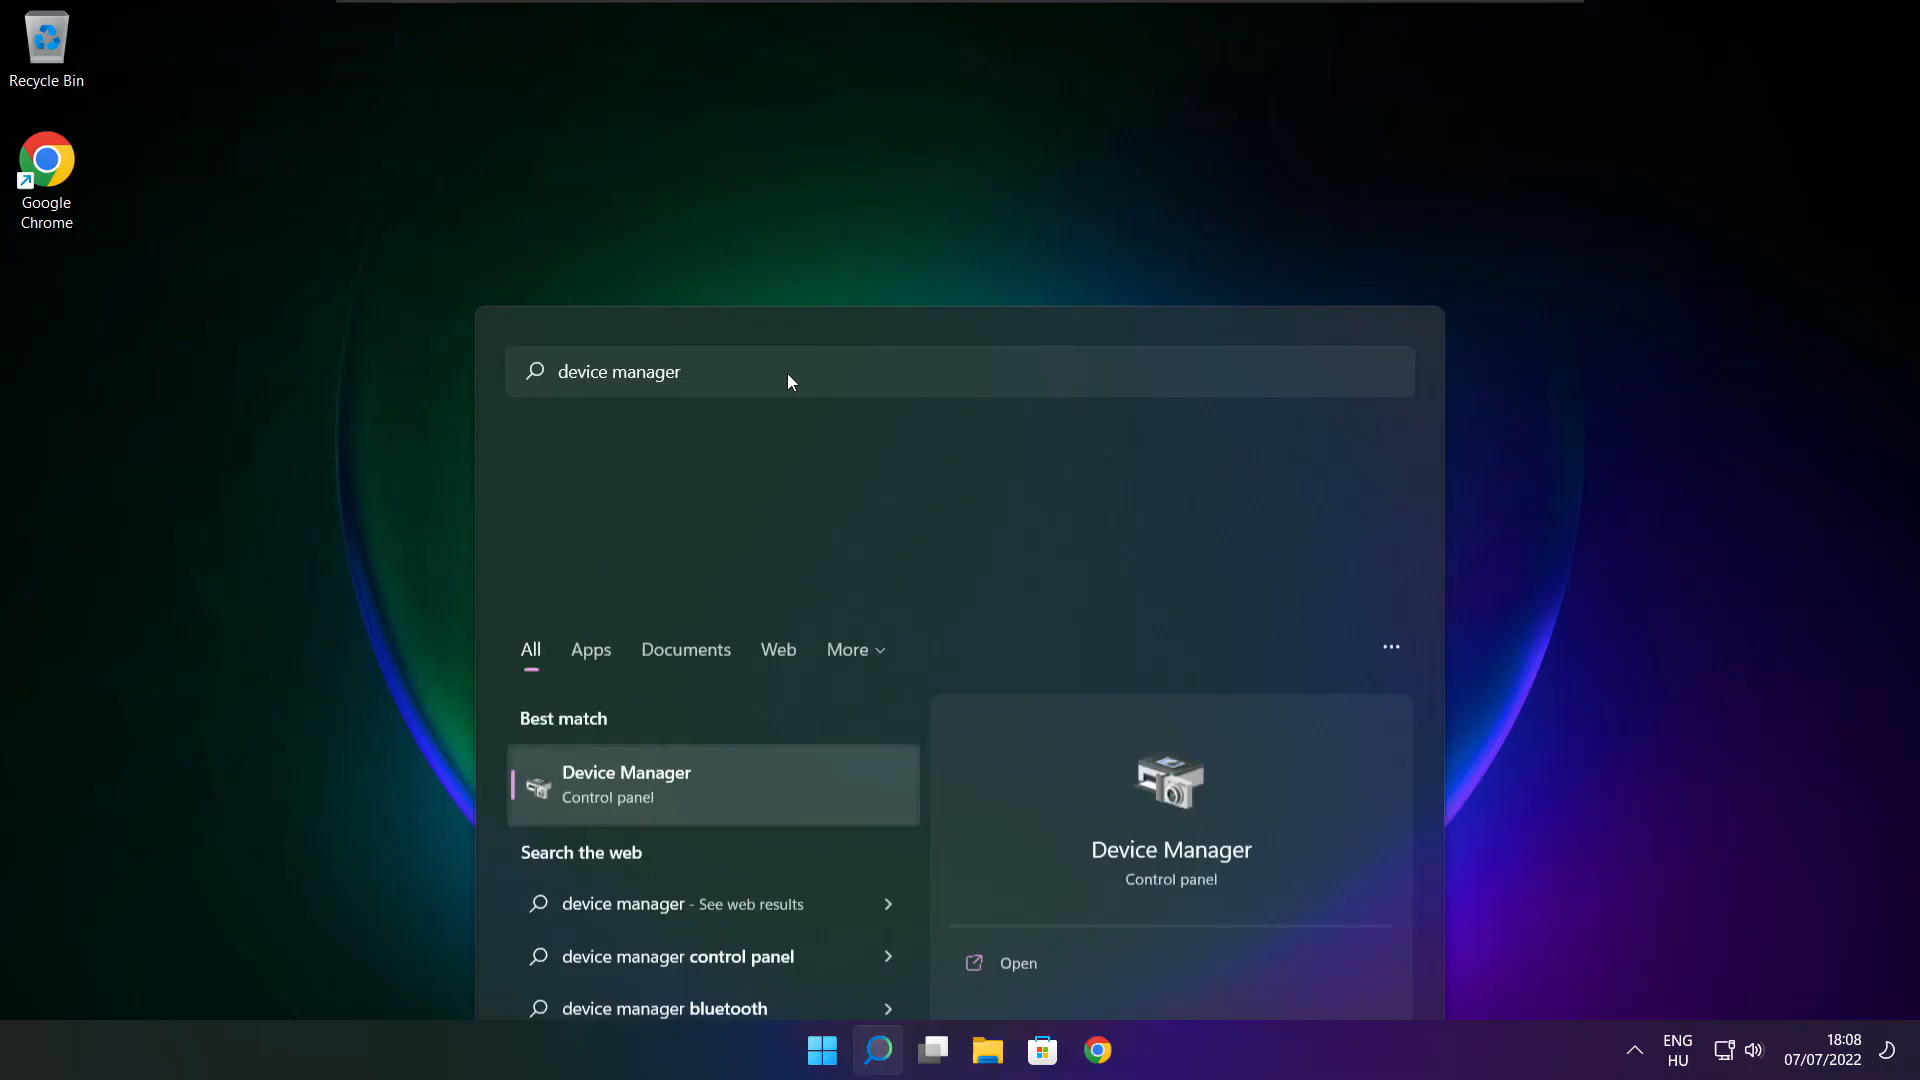 Recycle Bin
Google
Chrome
device manager
All Apps Documents Web More
Best match
Device Manager
Control panel
Search the web
device manager - See web results
device manager control panel
device manager bluetooth
Device Manager
Control panel
Open
ENG
HU
18:08
07/07/2022